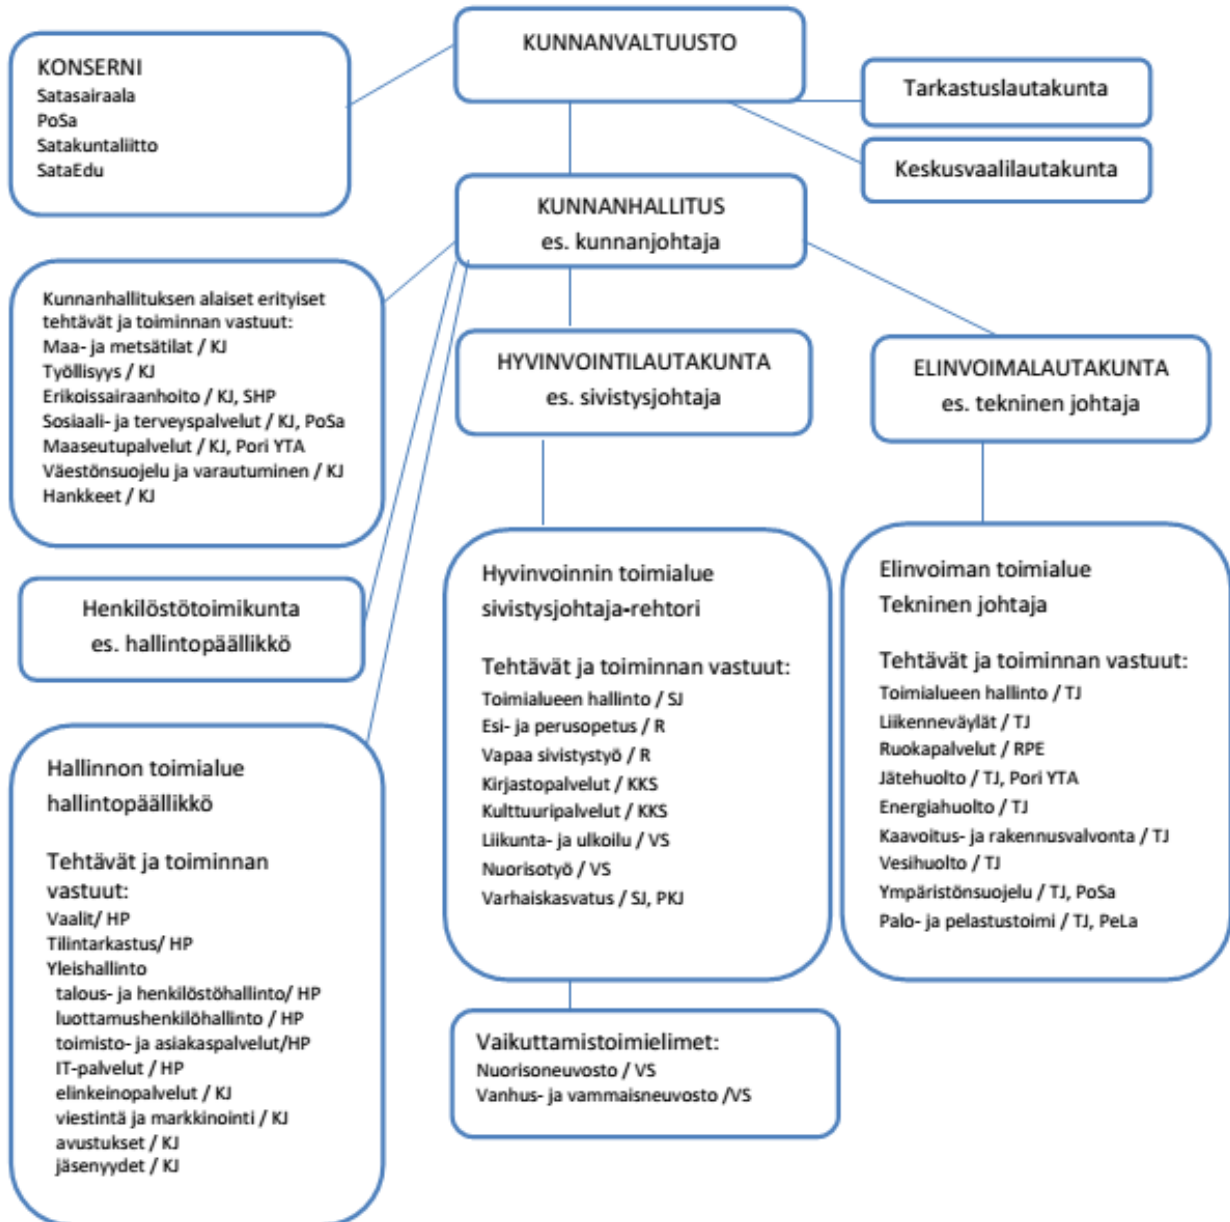 KUNNANVALTUUSTO
KONSERNI
Satasairaala
PoSa
Satakuntaliitto
SataEdu
Tarkastuslautakunta
Keskusvaalilautakunta
KUNNANHALLITUS
es. kunnanjohtaja
Kunnanhallituksen alaiset erityiset
tehtävät ja toiminnan vastuut:
Maa- ja metsätilat / KJ
Työllisyys / KJ
Erikoissairaanhoito / KJ, SHP
Sosiaali- ja terveyspalvelut / KJ, PoSa
Maaseutupalvelut / KJ, Pori YTA
Väestönsuojelu ja varautuminen / KJ
Hankkeet / KJ
HYVINVOINTILAUTAKUNTA
es. sivistysjohtaja
ELINVOIMALAUTAKUNTA
es. tekninen johtaja
Henkilöstötoimikunta
es. hallintopäällikkö
Hallinnon toimialue
hallintopäällikkö
Tehtävät ja toiminnan
vastuut:
Vaalit/ HP
Tilintarkastus/ HP
Yleishallinto
talous- ja henkilöstöhallinto/ HP
luottamushenkilöhallinto / HP
toimisto- ja asiakaspalvelut/HP
IT-palvelut / HP
elinkeinopalvelut / KJ
viestintä ja markkinointi / KJ
avustukset / KJ
jäsenyydet / KJ
Hyvinvoinnin toimialue
sivistysjohtaja-rehtori
Tehtävät ja toiminnan vastuut:
Toimialueen hallinto / SJ
Esi- ja perusopetus / R
Vapaa sivistystyö / R
Kirjastopalvelut / KKS
Kulttuuripalvelut / KKS
Liikunta- ja ulkoilu / VS
Nuorisotyö / VS
Varhaiskasvatus / SJ, PKJ
Vaikuttamistoimielimet:
Nuorisoneuvosto / VS
Vanhus- ja vammaisneuvosto /VS
Elinvoiman toimialue
Tekninen johtaja
Tehtävät ja toiminnan vastuut:
Toimialueen hallinto / TJ
Liikenneväylät / TJ
Ruokapalvelut / RPE
Jätehuolto / TJ, Pori YTA
Energiahuolto / TJ
Kaavoitus- ja rakennusvalvonta / TJ
Vesihuolto / TJ
Ympäristönsuojelu / TJ, PoSa
Palo- ja pelastustoimi / TJ, PeLa